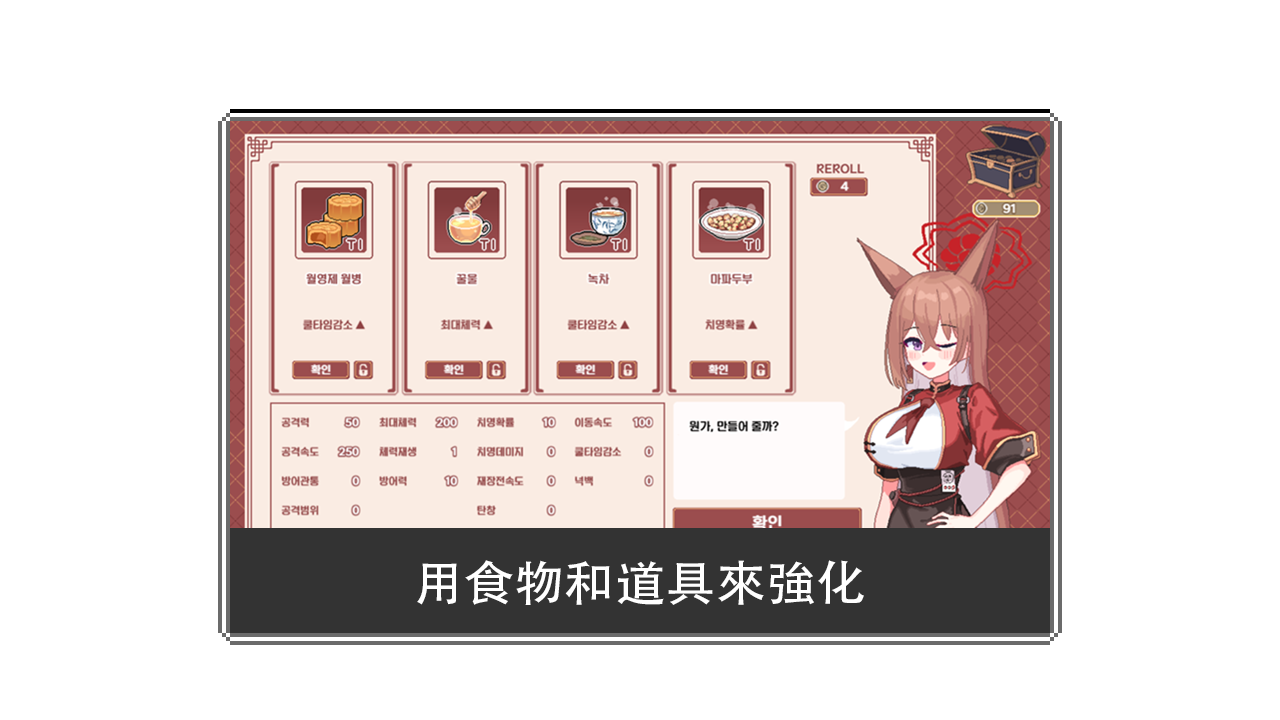 REROLL
4
91
T1 T1 T1 T1
월영제 월병 꿀물 녹차 마파두부
쿨타임감소▲ 최대체력▲ 쿨타임감소▲ 치명확률▲
확인 확인 확인 확인
공격력 50 최대체력 200 치명확률 10 이동속도 100
공격속도 250 체력재생 1 치명데미지 0 쿨타임감소 0
방어관통 0 방어력 10 재장전속도 0 넉백 0
공격범위 0 탄창 0
뭔가, 만들어 줄까?
확인
用食物和道具來強化